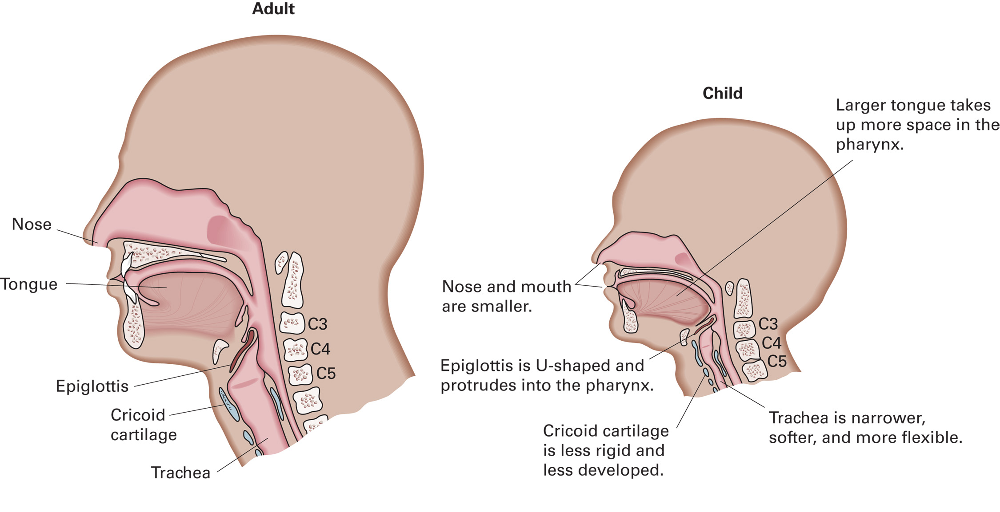 Adult
Nose
Tongue
C3
C4
C5
Epiglottis
Cricoid
cartilage
Trachea
Child
Larger tongue takes
up more space in the
pharynx.
Nose and mouth
are smaller.
C3
C4
C5
Epiglottis is U-shaped and
protrudes into the pharynx.
Cricoid cartilage
is less rigid and
less developed.
Trachea is narrower,
softer, and more flexible.